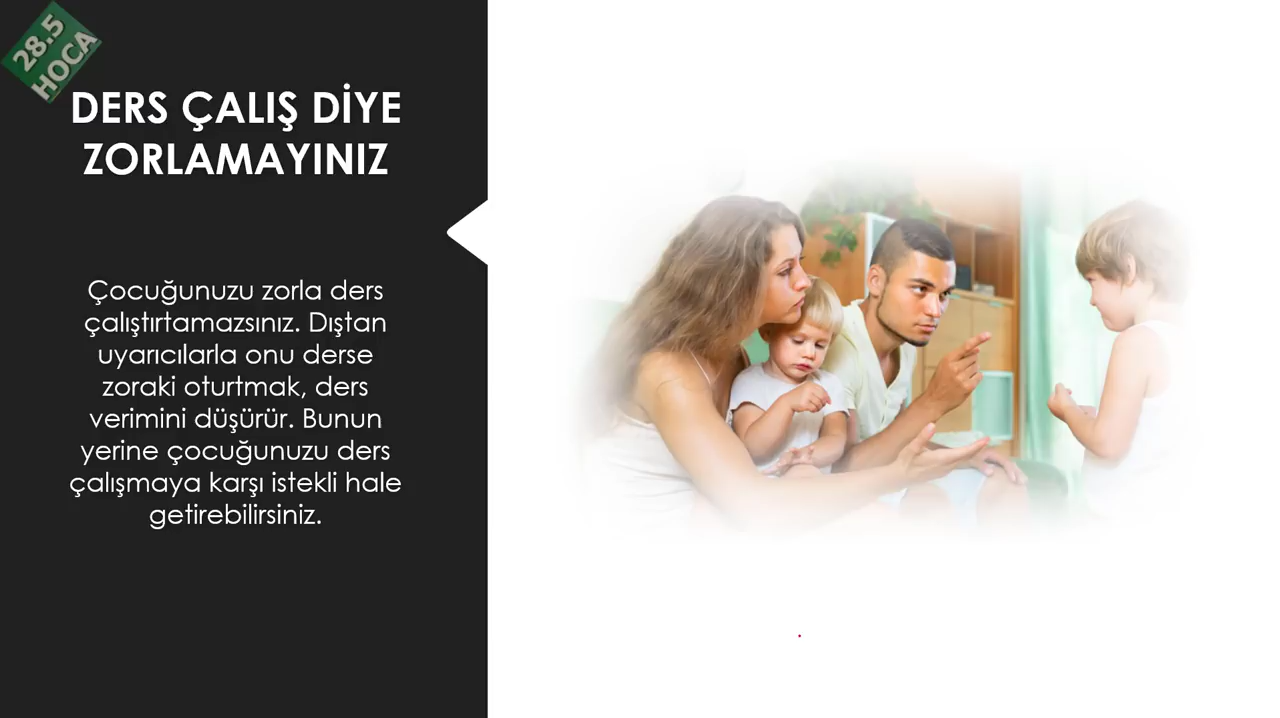 28.5
HOCA
DERS ÇALIŞ DİYE
ZORLAMAYINIZ
Çocuğunuzu zorla ders
çalıştırtamazsınız. Dıştan
uyarıcılarla onu derse
zoraki oturtmak, ders
verimini düşürür. Bunun
yerine çocuğunuzu ders
çalışmaya karşı istekli hale
getirebilirsiniz.